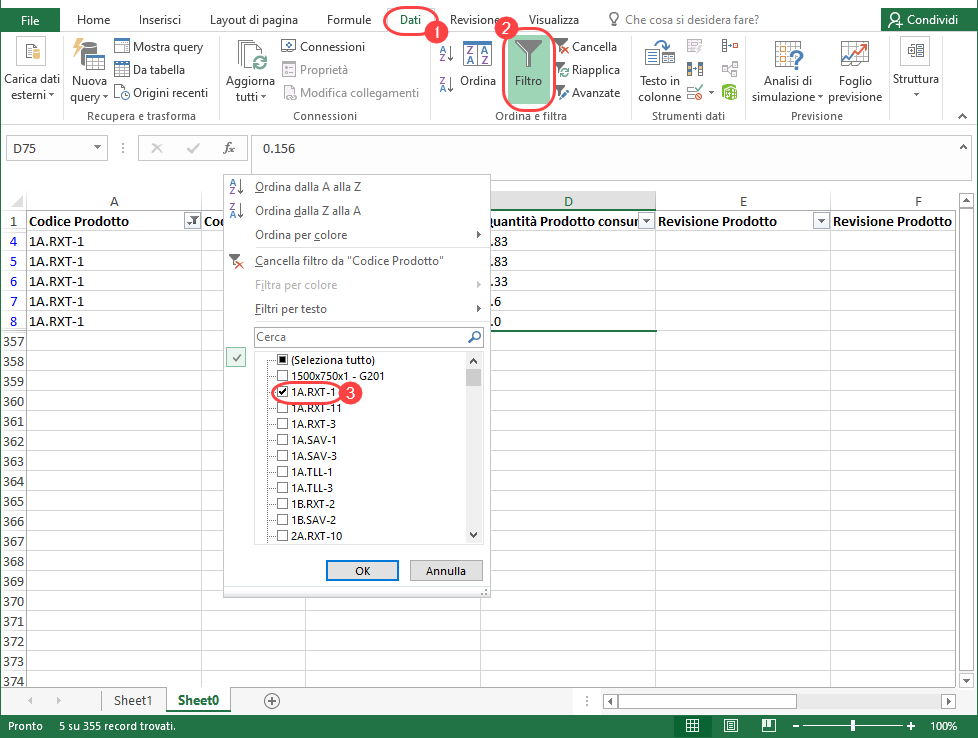 File Home Inserisci Layout di pagina Formule Dati Revisione Visualizza Che cosa si desidera fare? Condividi
1
2
Carica dati esterni
Nuova query
Mostra query
Da tabella
Origini recenti
Recupera e trasforma
Aggiorna tutti
Connessioni
Proprietà
Modifica collegamenti
Connessioni
Ordina
Filtro
Cancella
Riapplica
Avanzate
Ordina e filtra
Testo in colonne
Strumenti dati
Analisi di simulazione
Foglio previsione
Previsione
Struttura
D75 fx 0.156
A D E F
1 Codice Prodotto Coc quantità Prodotto consur Revisione Prodotto Revisione Prodotto
4 1A.RXT-1 .83
5 1A.RXT-1 .83
6 1A.RXT-1 .33
7 1A.RXT-1 .6
8 1A.RXT-1 .0
357
358
359
360
361
362
363
364
365
366
367
368
369
370
371
372
373
374
Ordina dalla A alla Z
Ordina dalla Z alla A
Ordina per colore
Cancella filtro da "Codice Prodotto"
Filtra per colore
Filtri per testo
Cerca
(Seleziona tutto)
1500x750x1 - G201
1A.RXT-1 3
1A.RXT-11
1A.RXT-3
1A.SAV-1
1A.SAV-3
1A.TLL-1
1A.TLL-3
1B.RXT-2
1B.SAV-2
2A.RXT-10
OK Annulla
Sheet1 Sheet0
Pronto 5 su 355 record trovati. 100%